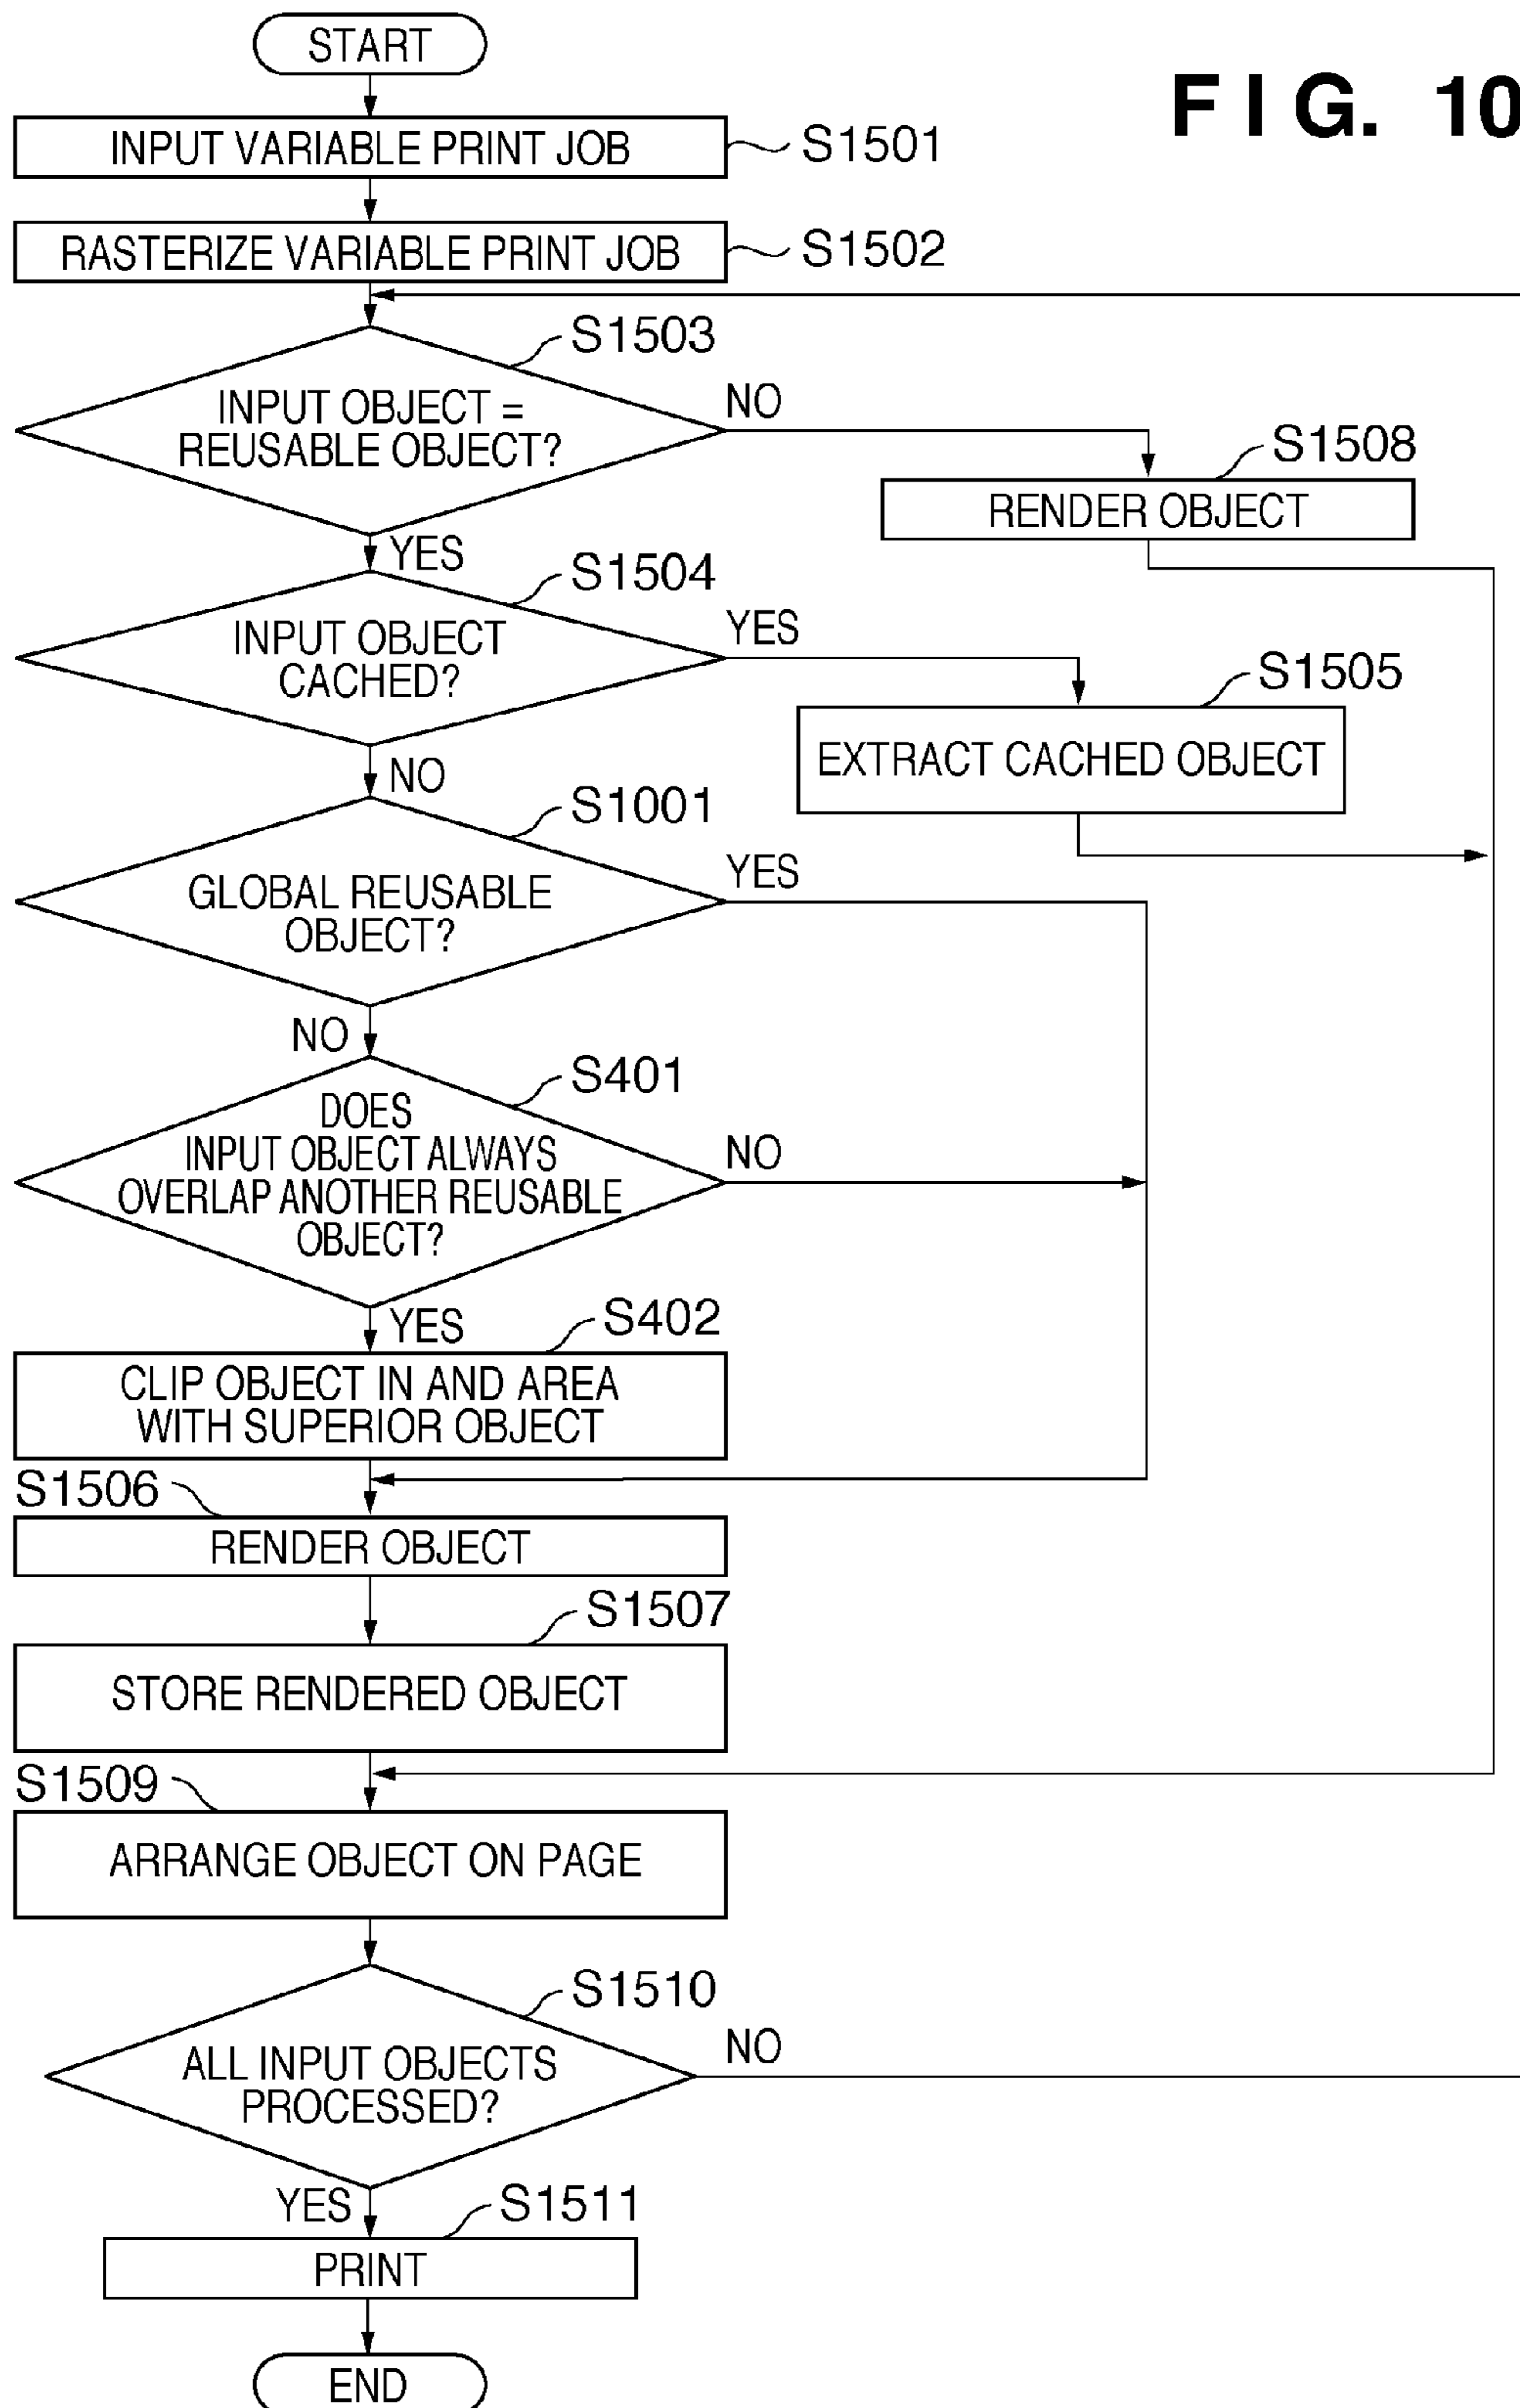 START
FIG. 10
INPUT VARIABLE PRINT JOB
S1501
RASTERIZE VARIABLE PRINT JOB
S1502
S1503
INPUT OBJECT =
REUSABLE OBJECT?
NO
S1508
RENDER OBJECT
YES
S1504
INPUT OBJECT
CACHED?
YES
S1505
EXTRACT CACHED OBJECT
NO
S1001
GLOBAL REUSABLE
OBJECT?
YES
NO
S401
DOES
INPUT OBJECT ALWAYS
OVERLAP ANOTHER REUSABLE
OBJECT?
NO
YES
S402
CLIP OBJECT IN AND AREA
WITH SUPERIOR OBJECT
S1506
RENDER OBJECT
S1507
STORE RENDERED OBJECT
S1509
ARRANGE OBJECT ON PAGE
S1510
ALL INPUT OBJECTS
PROCESSED?
NO
YES
S1511
PRINT
END